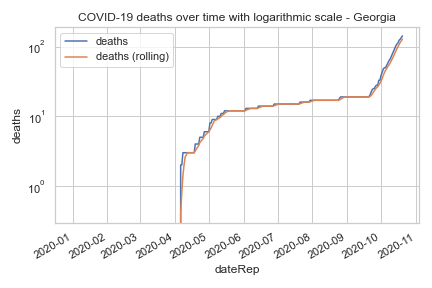 COVID-19 deaths over time with logarithmic scale - Georgia
deaths
deaths (rolling)
10²
10¹
10⁰
deaths
2020-01
2020-02
2020-03
2020-04
2020-05
2020-06
2020-07
2020-08
2020-09
2020-10
2020-11
dateRep